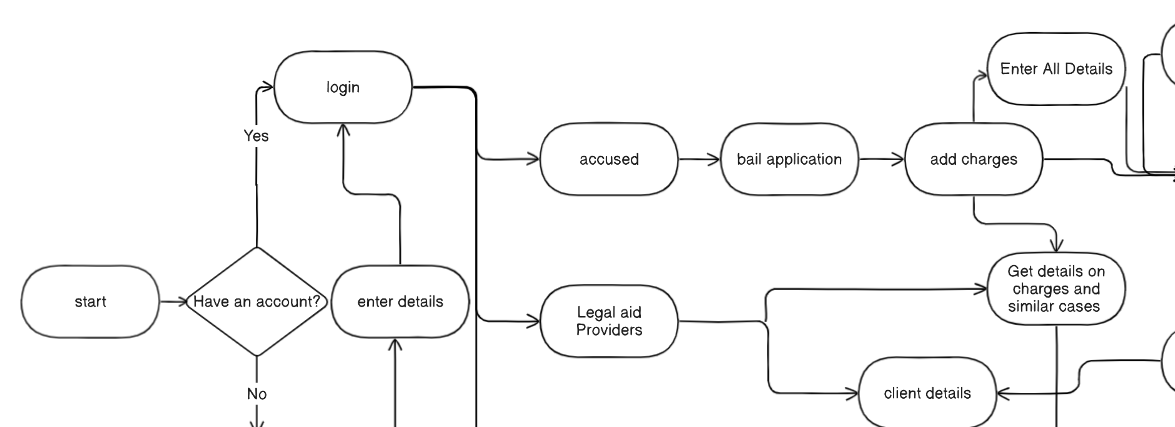 Enter All Details
login
Yes
accused
bail application
add charges
start
Have an account?
enter details
Get details on
charges and
similar cases
Legal aid
Providers
No
client details